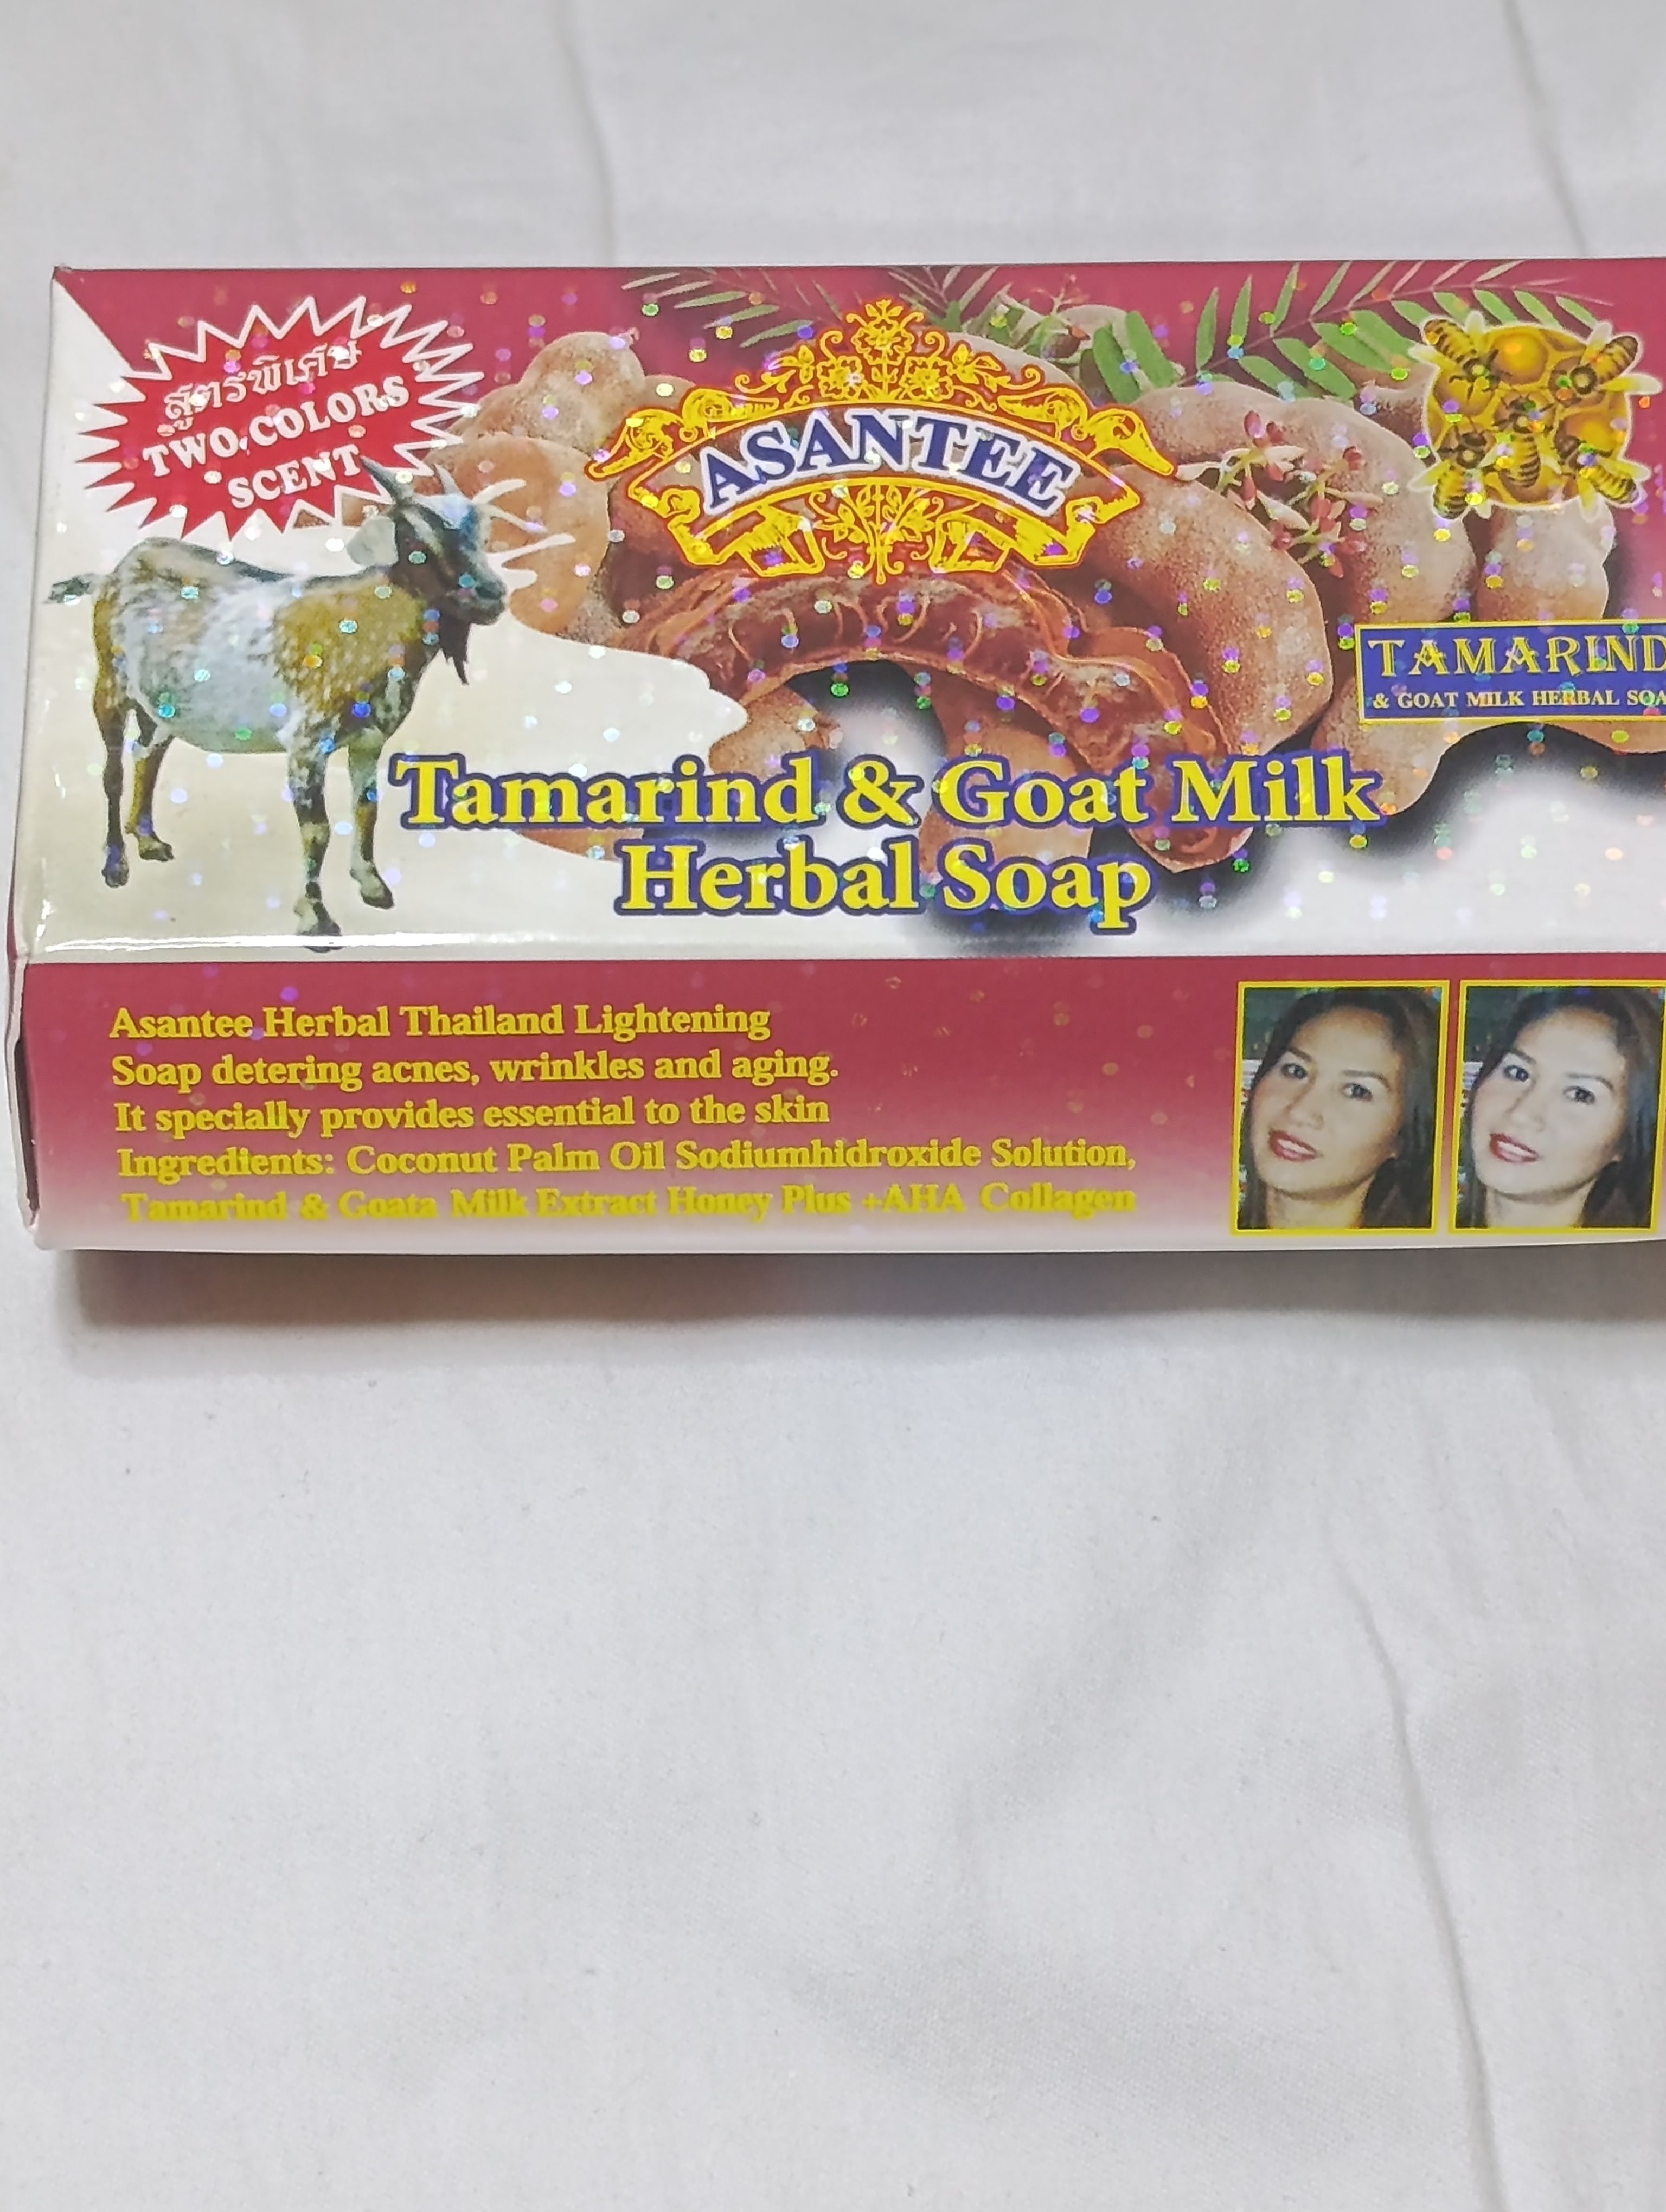 สูตรพิเศษ
TWO COLORS
SCENT
ASANTEE
TAMARIND
& GOAT MILK HERBAL SOA
Tamarind & Goat Milk
Herbal Soap
Asantee Herbal Thailand Lightening
Soap detering acnes, wrinkles and aging.
It specially provides essential to the skin
Ingredients: Coconut Palm Oil Sodiumhidroxide Solution,
Tamarind & Goata Milk Extract Honey Plus +AHA Collagen